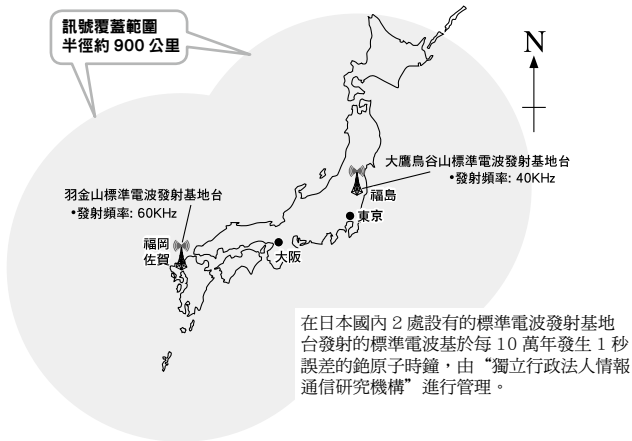 訊號覆蓋範圍
半徑約 900 公里
N
大鷹鳥谷山標準電波發射基地台
•發射頻率: 40KHz
羽金山標準電波發射基地台
•發射頻率: 60KHz
福島
東京
福岡
佐賀
大阪
在日本國內 2 處設有的標準電波發射基地
台發射的標準電波基於每 10 萬年發生 1 秒
誤差的銫原子時鐘，由“獨立行政法人情報
通信研究機構”進行管理。